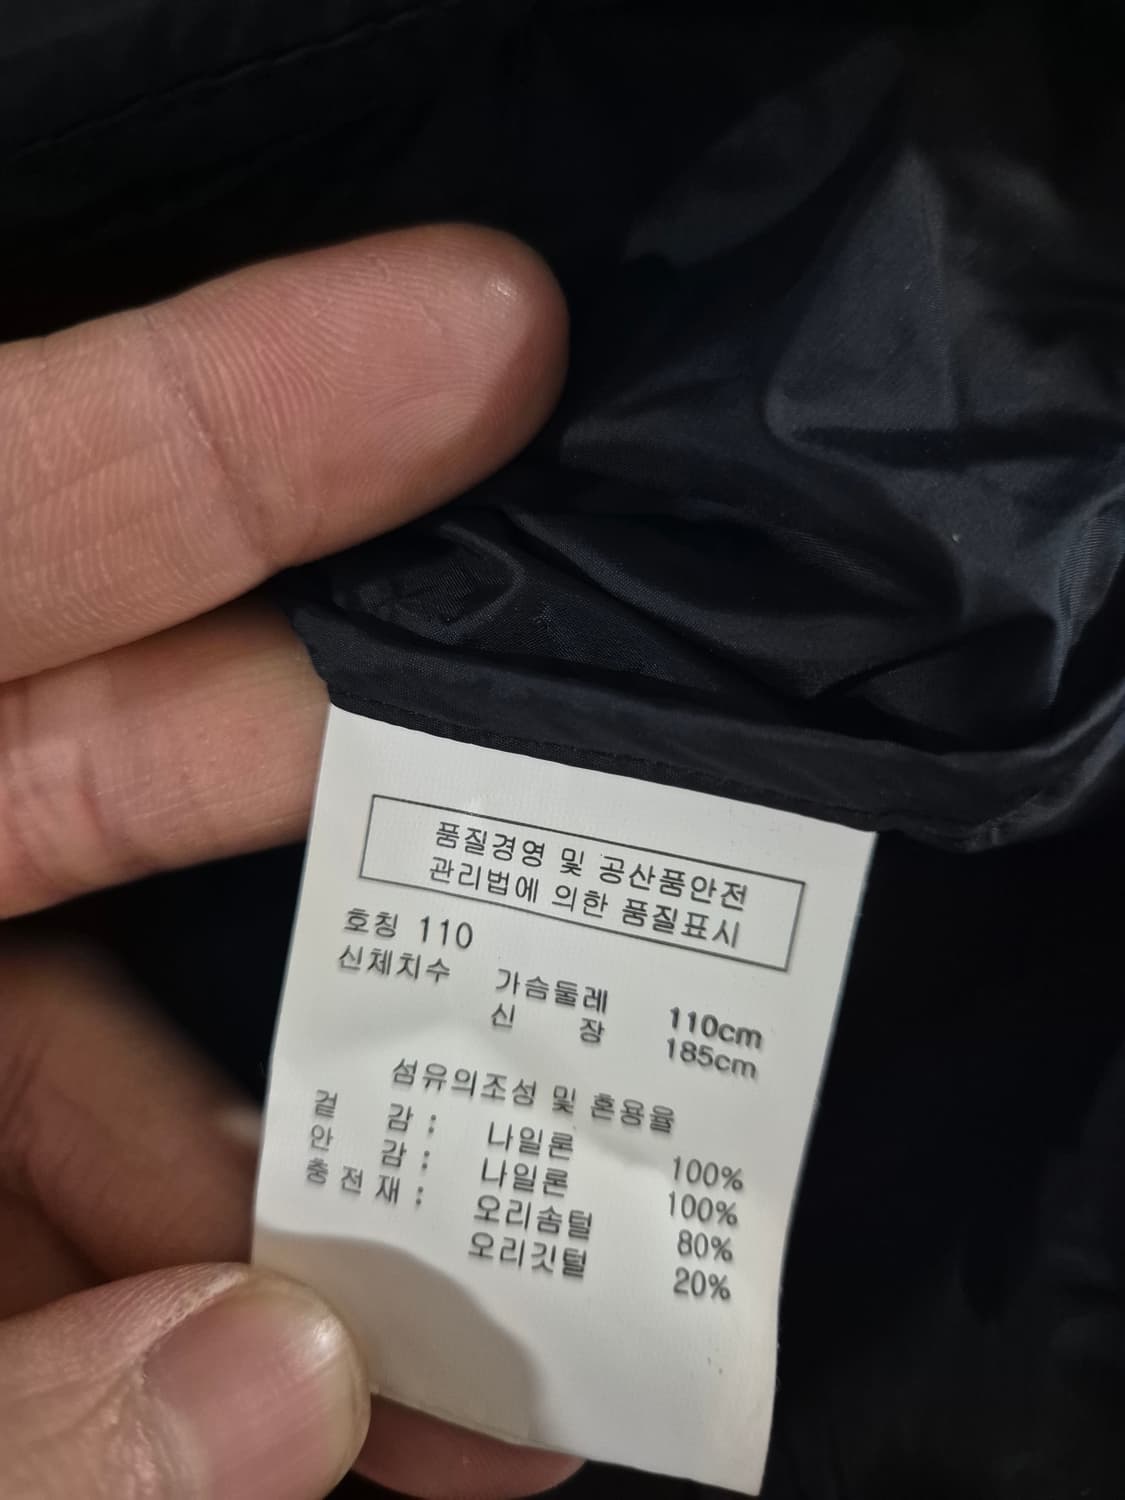 품질경영 및 공산품안전
관리법에 의한 품질표시
호칭 110
신체치수 가슴둘레 110cm
신 장 185cm
섬유의조성 및 혼용율
겉 감 : 나일론 100%
안 감 : 나일론 100%
충전재 : 오리솜털 80%
오리깃털 20%